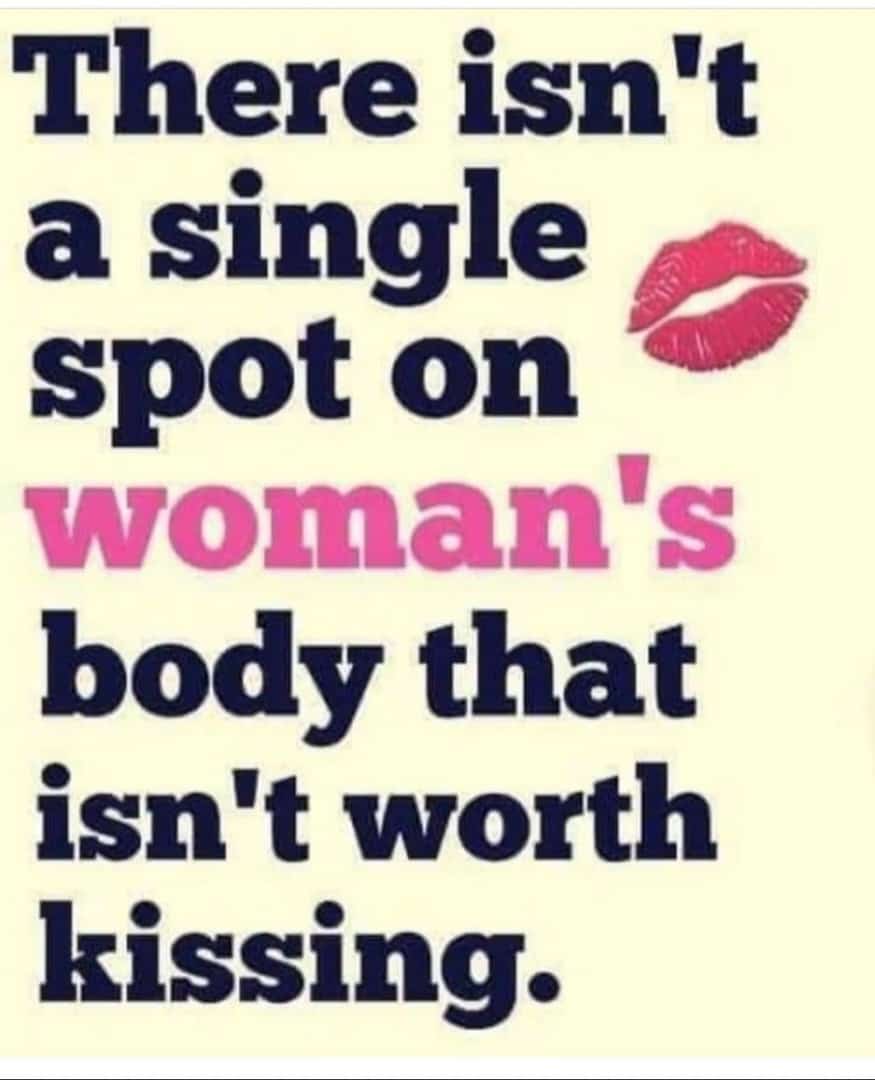 There isn't
a single
spot on
woman's
body that
isn't worth
kissing.